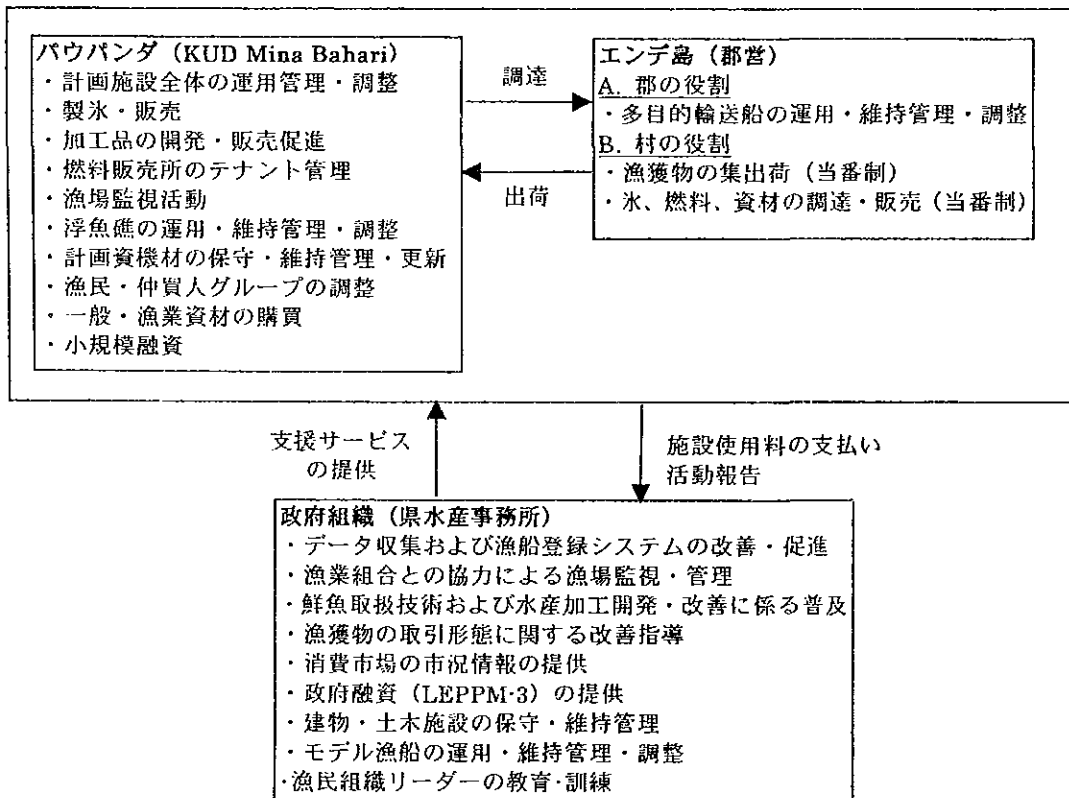 パウパンダ（KUD Mina Bahari）
・計画施設全体の運用管理・調整
・製氷・販売
・加工品の開発・販売促進
・燃料販売所のテナント管理
・漁場監視活動
・浮魚礁の運用・維持管理・調整
・計画資機材の保守・維持管理・更新
・漁民・仲買人グループの調整
・一般・漁業資材の購買
・小規模融資
調達
出荷
エンデ島（郡営）
A. 郡の役割
・多目的輸送船の運用・維持管理・調整
B. 村の役割
・漁獲物の集出荷（当番制）
・氷、燃料、資材の調達・販売（当番制）
支援サービス
の提供
施設使用料の支払い
活動報告
政府組織（県水産事務所）
・データ収集および漁船登録システムの改善・促進
・漁業組合との協力による漁場監視・管理
・鮮魚取扱技術および水産加工開発・改善に係る普及
・漁獲物の取引形態に関する改善指導
・消費市場の市況情報の提供
・政府融資（LEPPM-3）の提供
・建物・土木施設の保守・維持管理
・モデル漁船の運用・維持管理・調整
・漁民組織リーダーの教育・訓練